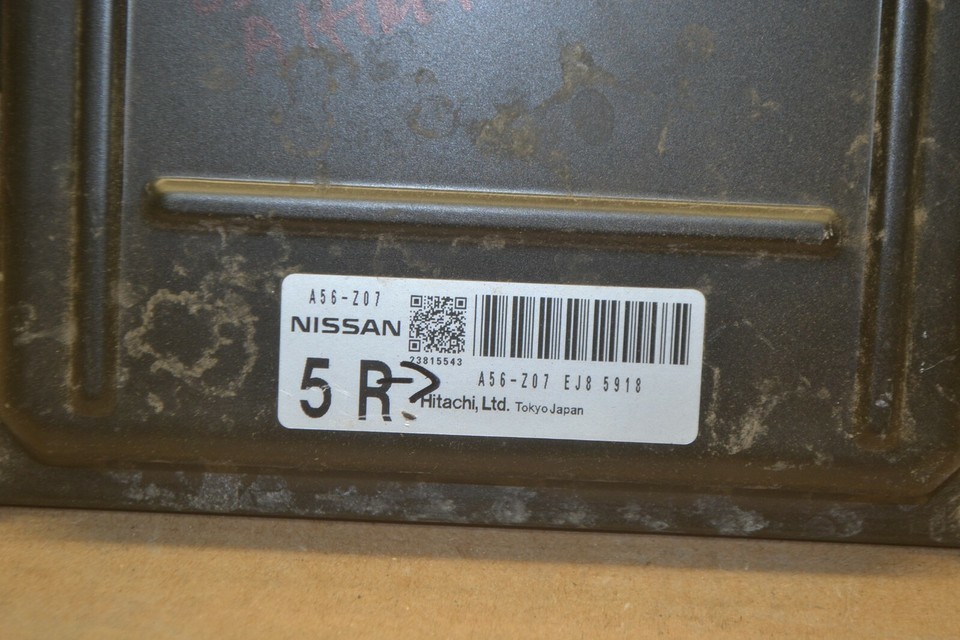 A56-Z07
NISSAN
23815543
5 R
A56-Z07 EJ8 5918
Hitachi, Ltd. Tokyo Japan